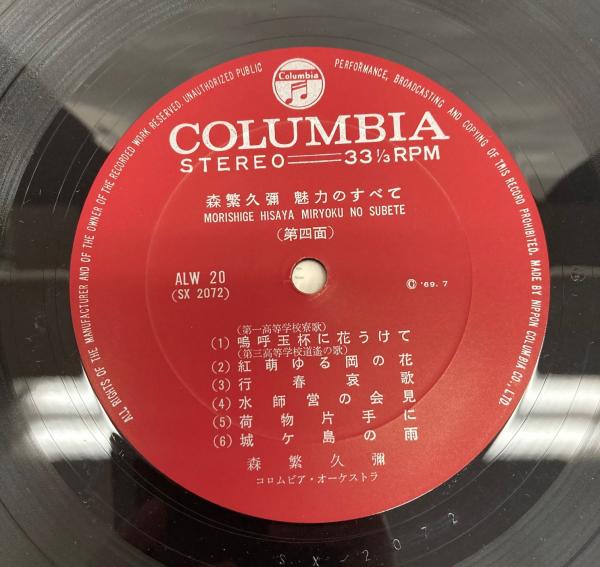 ALL RIGHTS OF THE MANUFACTURER AND OF THE OWNER OF THE RECORDED WORK RESERVED. UNAUTHORIZED PUBLIC PERFORMANCE, BROADCASTING AND COPYING OF THIS RECORD PROHIBITED. MADE BY NIPPON COLUMBIA CO., LTD.
Columbia
COLUMBIA
STEREO 33 1/3 RPM
森繁久彌 魅力のすべて
MORISHIGE HISAYA MIRYOKU NO SUBETE
(第四面)
ALW 20
(SX 2072)
Ⓒ '69. 7
(第一高等学校寮歌)
(1) 嗚呼玉杯に花うけて
(第三高等学校逍遙の歌)
(2) 紅萌ゆる岡の花
(3) 行春哀歌
(4) 水師営の会見
(5) 荷物片手に
(6) 城ケ島の雨
森繁久彌
コロムビア・オーケストラ
SX-2072